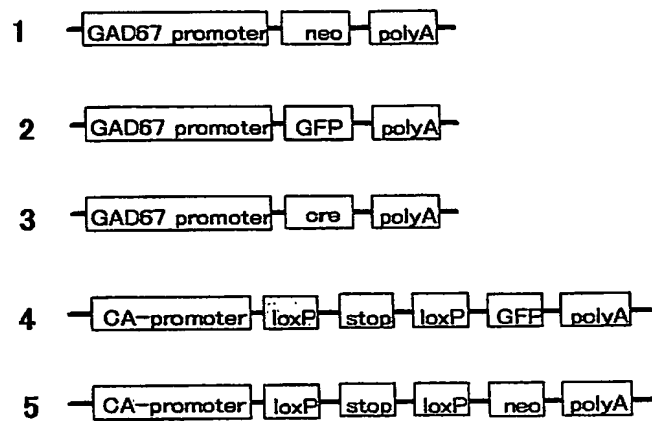 1 GAD67 promoter neo polyA
2 GAD67 promoter GFP polyA
3 GAD67 promoter cre polyA
4 CA-promoter loxP stop loxP GFP polyA
5 CA-promoter loxP stop loxP neo polyA